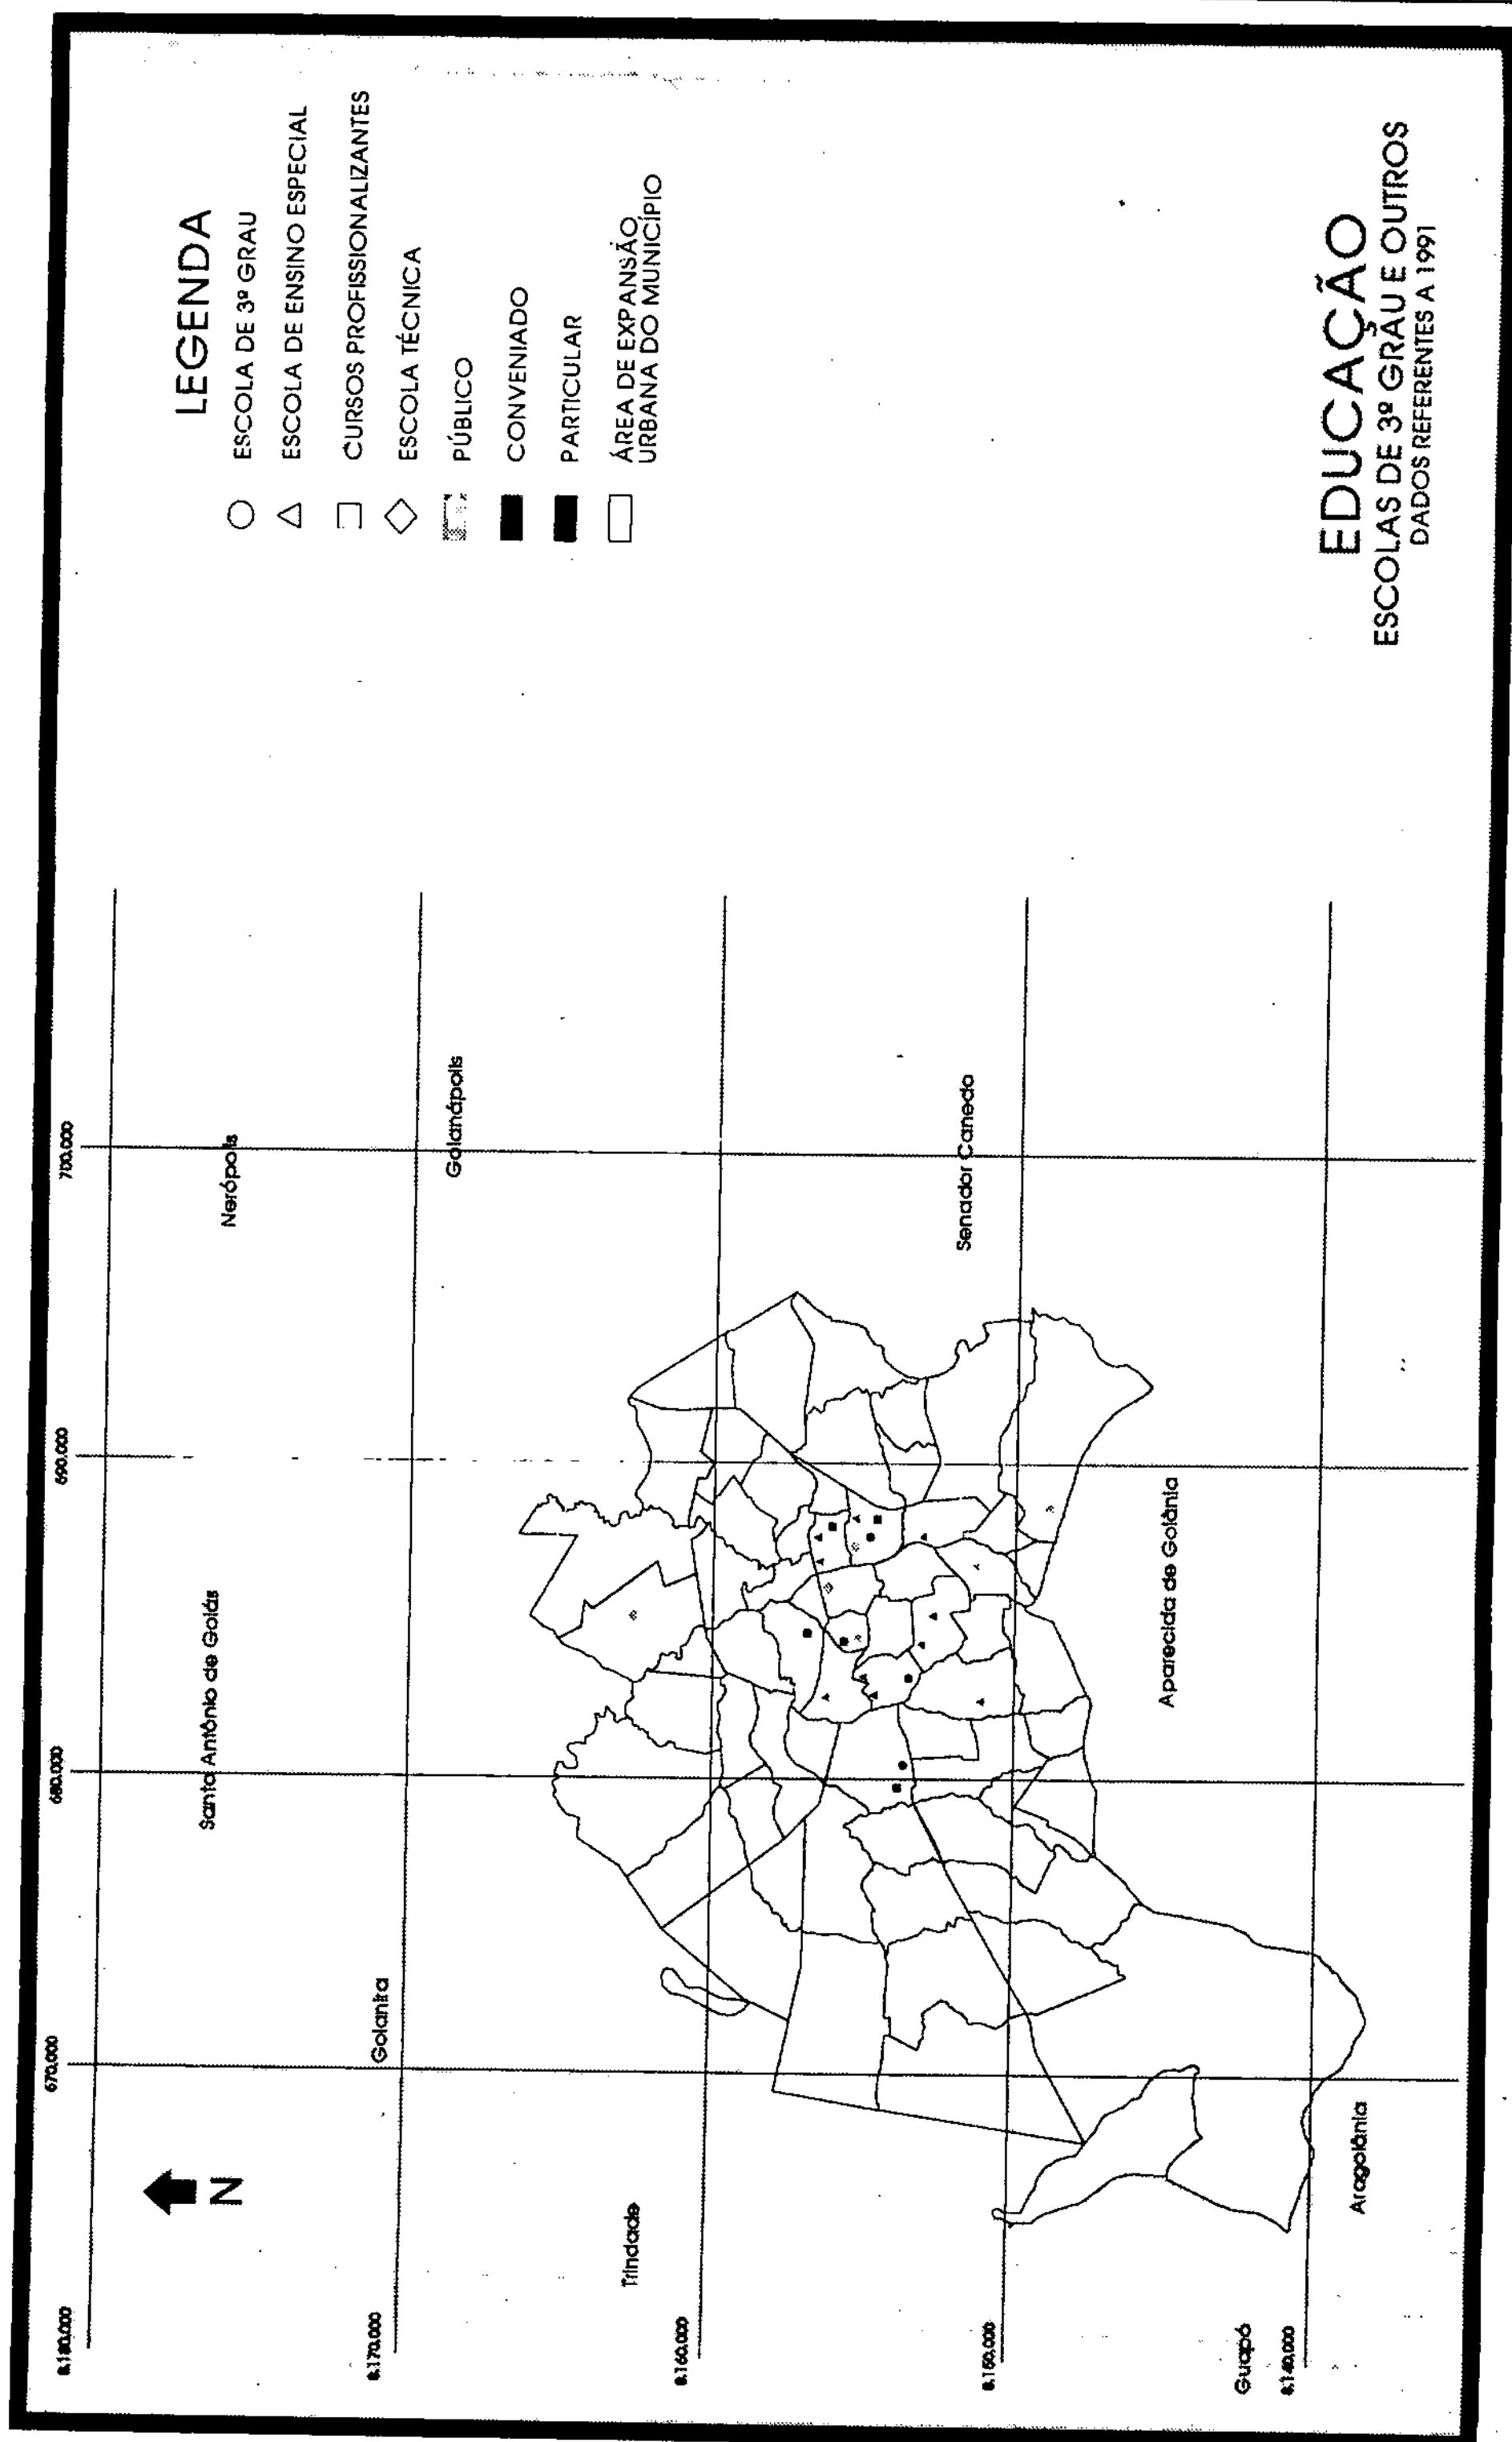 LEGENDA
ESCOLA DE 3º GRAU
ESCOLA DE ENSINO ESPECIAL
CURSOS PROFISSIONALIZANTES
ESCOLA TÉCNICA
PÚBLICO
CONVENIADO
PARTICULAR
ÁREA DE EXPANSÃO
URBANA DO MUNICÍPIO
EDUCAÇÃO
ESCOLAS DE 3º GRAU E OUTROS
DADOS REFERENTES A 1991
670.000
680.000
690.000
700.000
8.180.000
8.170.000
8.160.000
8.150.000
8.140.000
N
Nerópolis
Santo Antônio de Goiás
Goianápolis
Goianira
Trindade
Senador Canedo
Aparecida de Goiânia
Guapó
Aragoiânia